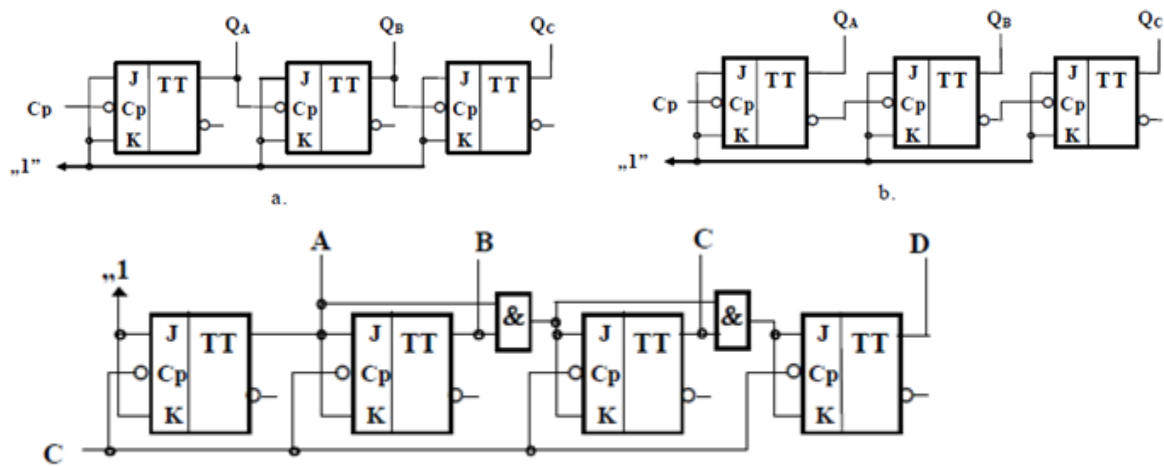 QA QB QC
J TT J TT J TT
Cp Cp Cp Cp
K K K
„1”
a.
QA QB QC
J TT J TT J TT
Cp Cp Cp Cp
K K K
„1”
b.
A B C D
„1
& &
J TT J TT J TT J TT
Cp Cp Cp Cp
K K K K
C